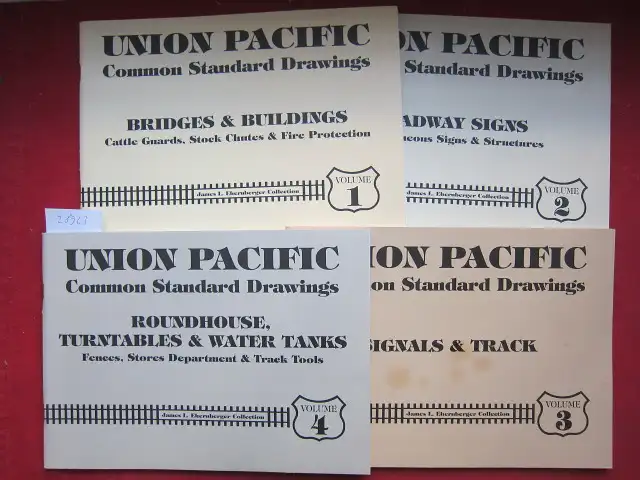 UNION PACIFIC
Common Standard Drawings
BRIDGES & BUILDINGS
Cattle Guards, Stock Chutes & Fire Protection
James L. Ehernberger Collection
VOLUME
1
ON PACIFIC
Standard Drawings
ADWAY SIGNS
eous Signs & Structures
James L. Ehernberger Collection
VOLUME
2
UNION PACIFIC
Common Standard Drawings
ROUNDHOUSE,
TURNTABLES & WATER TANKS
Fences, Stores Department & Track Tools
James L. Ehernberger Collection
VOLUME
4
ION PACIFIC
on Standard Drawings
SIGNALS & TRACK
James L. Ehernberger Collection
VOLUME
3